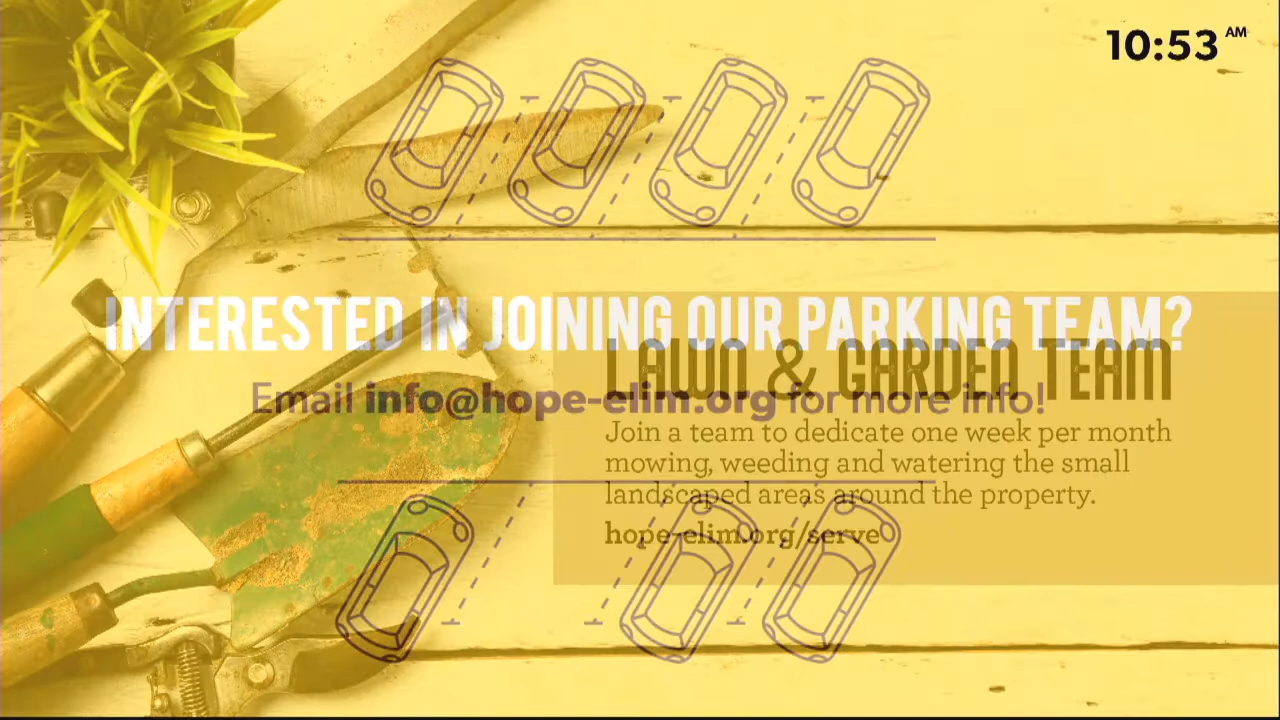 10:53 AM
INTERESTED IN JOINING OUR PARKING TEAM?
Email info@hope-elim.org for more info!
LAWN & GARDEN TEAM
Join a team to dedicate one week per month
mowing, weeding and watering the small
landscaped areas around the property.
hope-elim.org/serve